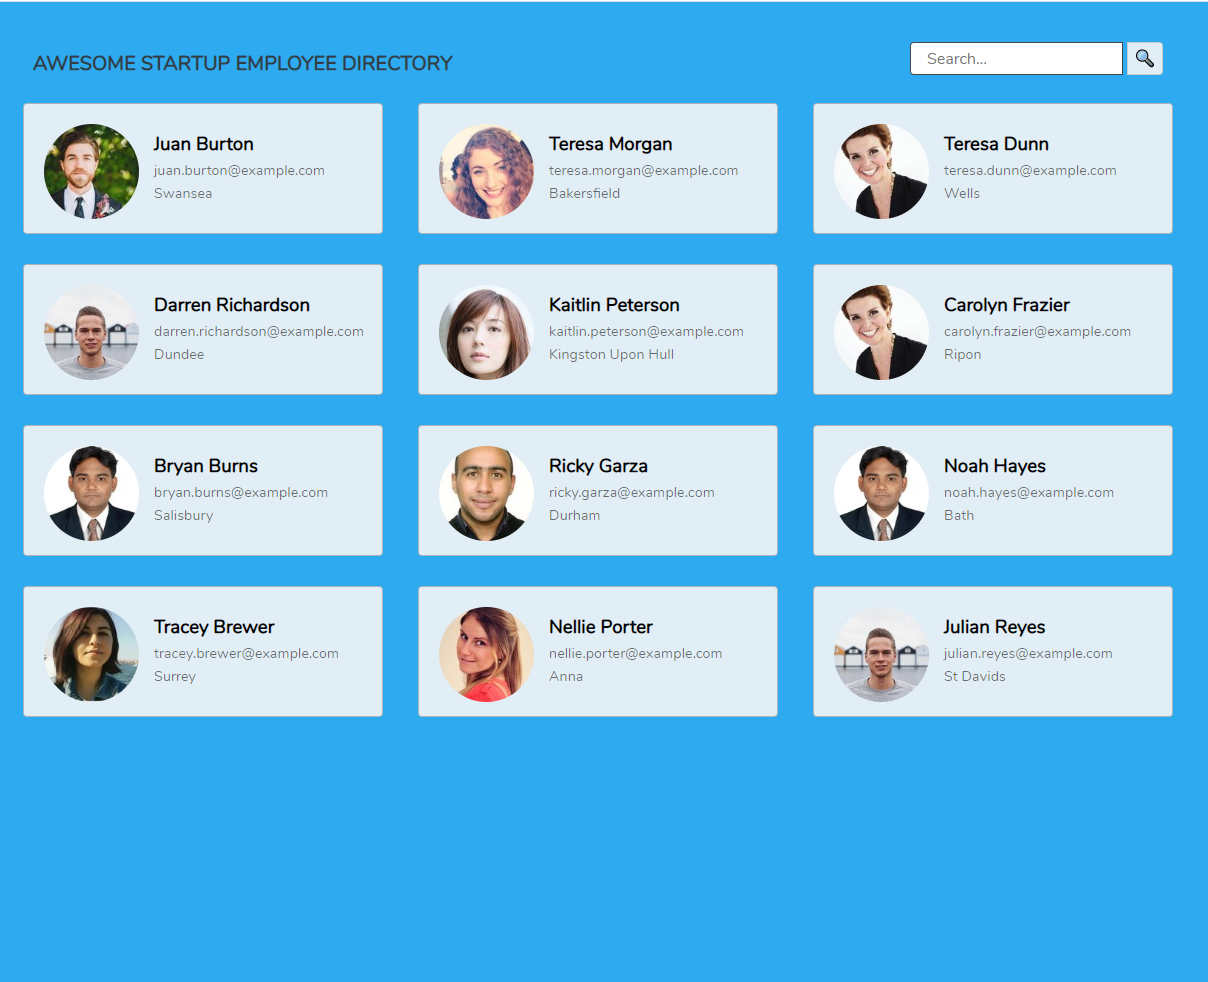 AWESOME STARTUP EMPLOYEE DIRECTORY
Search...
Juan Burton
juan.burton@example.com
Swansea
Teresa Morgan
teresa.morgan@example.com
Bakersfield
Teresa Dunn
teresa.dunn@example.com
Wells
Darren Richardson
darren.richardson@example.com
Dundee
Kaitlin Peterson
kaitlin.peterson@example.com
Kingston Upon Hull
Carolyn Frazier
carolyn.frazier@example.com
Ripon
Bryan Burns
bryan.burns@example.com
Salisbury
Ricky Garza
ricky.garza@example.com
Durham
Noah Hayes
noah.hayes@example.com
Bath
Tracey Brewer
tracey.brewer@example.com
Surrey
Nellie Porter
nellie.porter@example.com
Anna
Julian Reyes
julian.reyes@example.com
St Davids